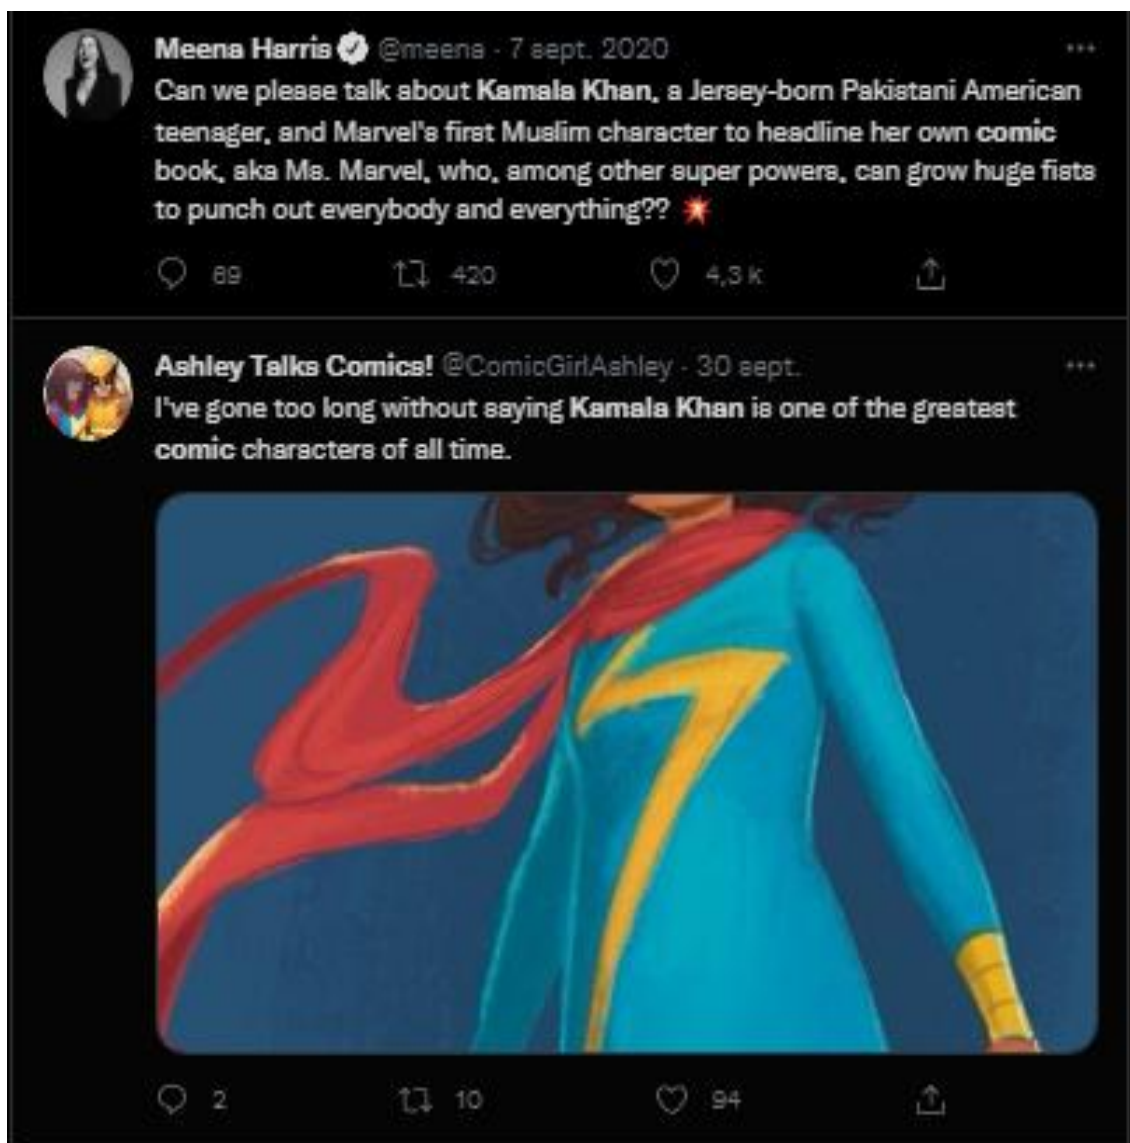 Meena Harris @meena · 7 sept. 2020
Can we please talk about Kamala Khan, a Jersey-born Pakistani American
teenager, and Marvel's first Muslim character to headline her own comic
book, aka Ms. Marvel, who, among other super powers, can grow huge fists
to punch out everybody and everything??
89 420 4,3 k
Ashley Talks Comics! @ComicGirlAshley · 30 sept.
I've gone too long without saying Kamala Khan is one of the greatest
comic characters of all time.
2 10 94